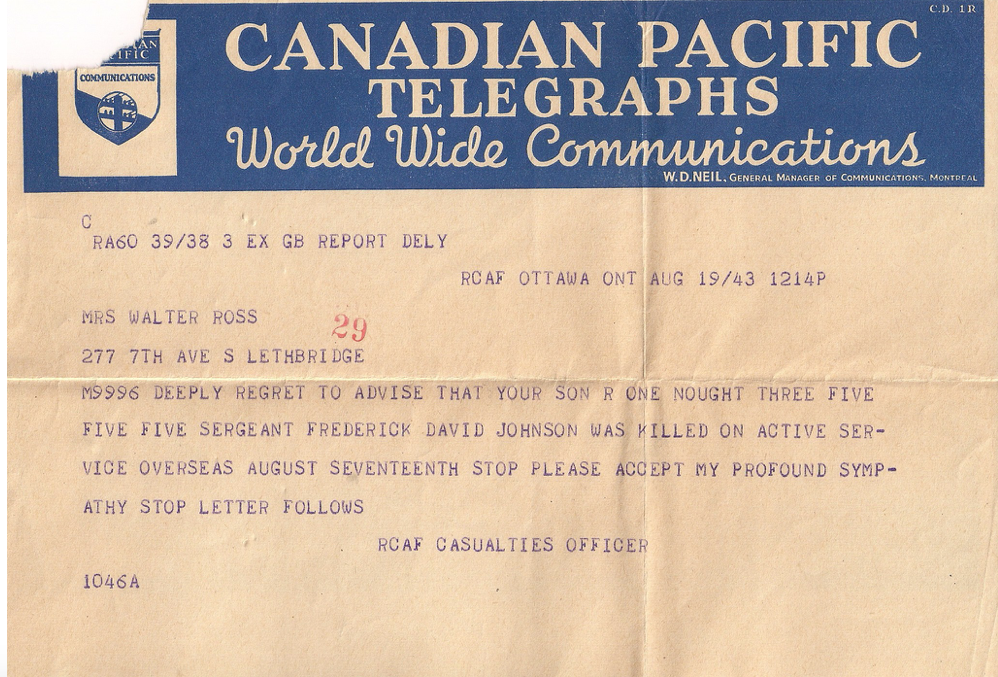 C.D. 1R
CANADIAN PACIFIC
TELEGRAPHS
World Wide Communications
W.D.NEIL, GENERAL MANAGER OF COMMUNICATIONS, MONTREAL
COMMUNICATIONS
C
RA60 39/38 3 EX GB REPORT DELY
RCAF OTTAWA ONT AUG 19/43 1214P
MRS WALTER ROSS
29
277 7TH AVE S LETHBRIDGE
M9996 DEEPLY REGRET TO ADVISE THAT YOUR SON R ONE NOUGHT THREE FIVE
FIVE FIVE SERGEANT FREDERICK DAVID JOHNSON WAS KILLED ON ACTIVE SER-
VICE OVERSEAS AUGUST SEVENTEENTH STOP PLEASE ACCEPT MY PROFOUND SYMP-
ATHY STOP LETTER FOLLOWS
RCAF CASUALTIES OFFICER
1046A